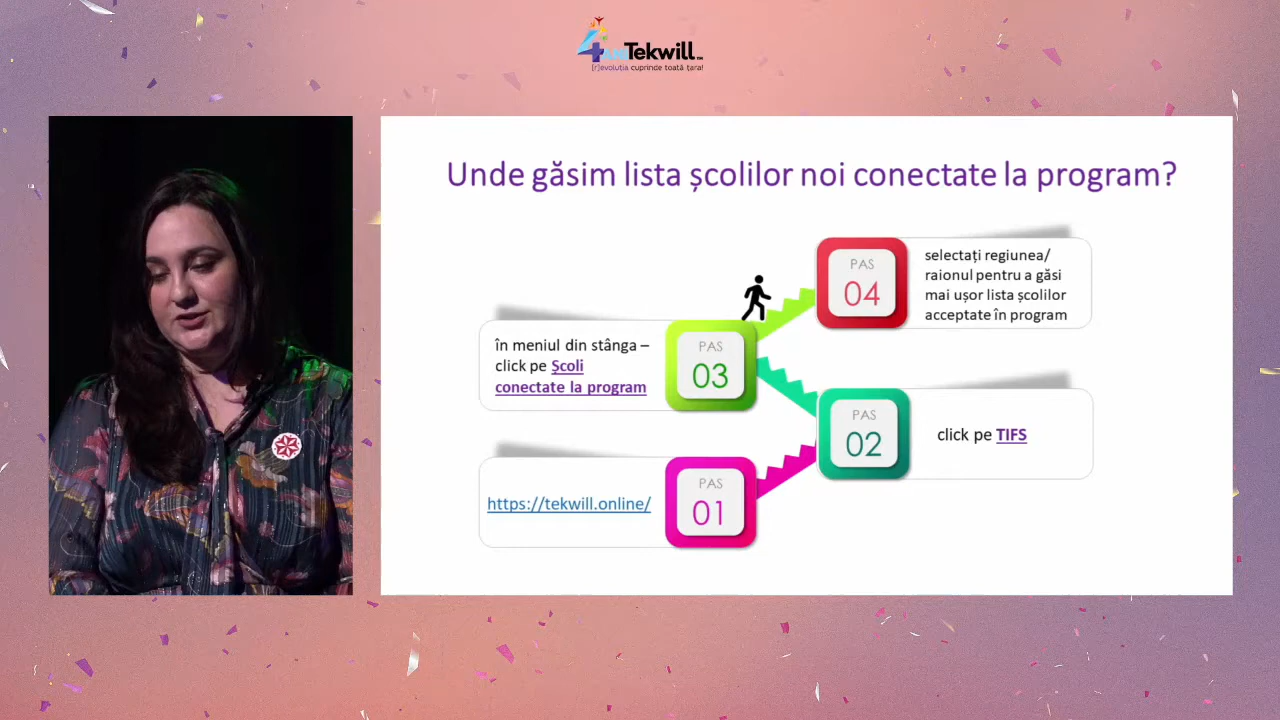 4 Tekwill
[r]evoluția cuprinde toată țara!
Unde găsim lista școlilor noi conectate la program?
PAS
04
selectați regiunea/
raionul pentru a găsi
mai ușor lista școlilor
acceptate în program
în meniul din stânga –
click pe Școli
conectate la program
PAS
03
PAS
02
click pe TIFS
https://tekwill.online/
PAS
01